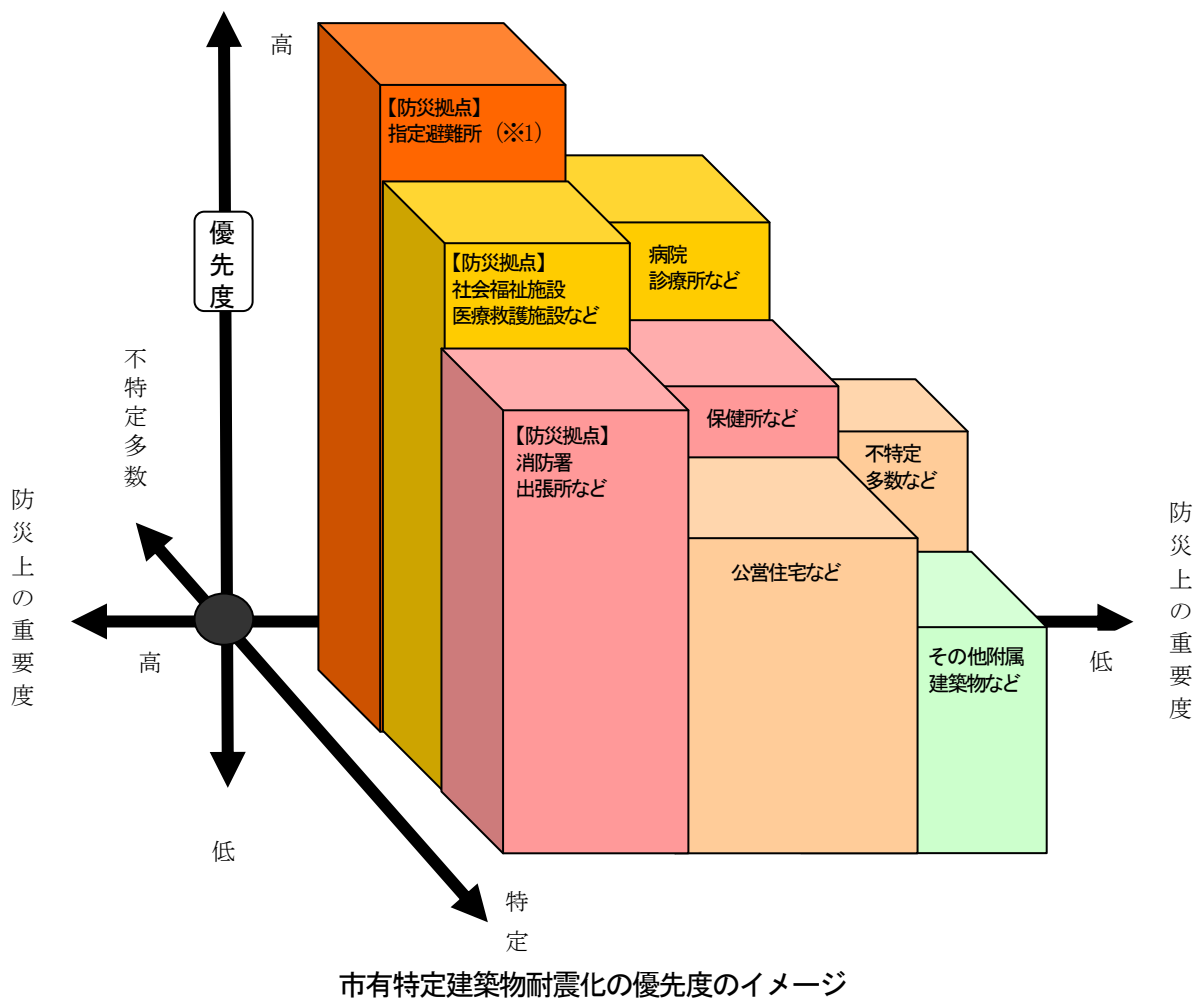 高
【防災拠点】
指定避難所（※1）
優先度
病院
診療所など
【防災拠点】
社会福祉施設
医療救護施設など
不特定多数
保健所など
【防災拠点】
消防署
出張所など
不特定
多数など
防災上の重要度
防災上の重要度
公営住宅など
高
低
その他附属
建築物など
低
特定
市有特定建築物耐震化の優先度のイメージ